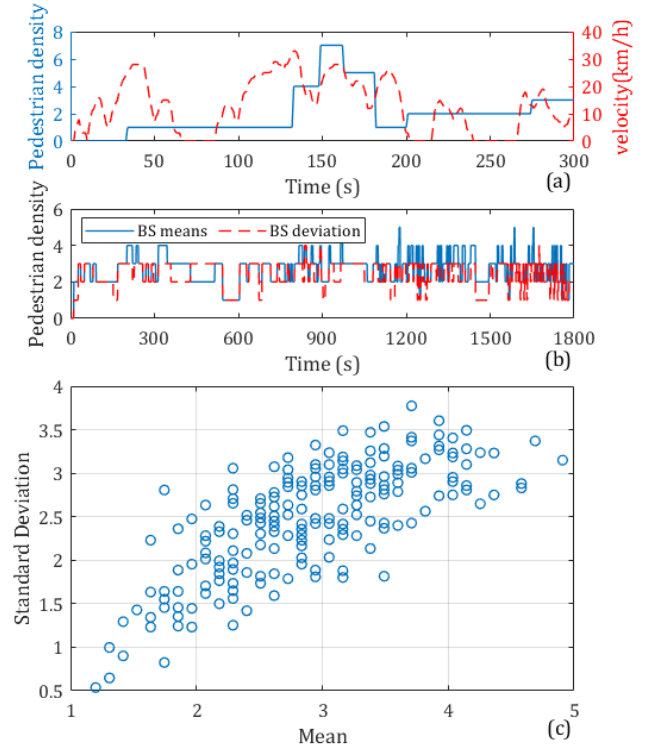 8
6
4
2
0
Pedestrian density
40
30
20
10
0
velocity(km/h)
0 50 100 150 200 250 300
Time (s)
(a)
6
4
2
0
Pedestrian density
BS means BS deviation
0 300 600 900 1200 1500 1800
Time (s)
(b)
4
3.5
3
2.5
2
1.5
1
0.5
Standard Deviation
1 2 3 4 5
Mean
(c)